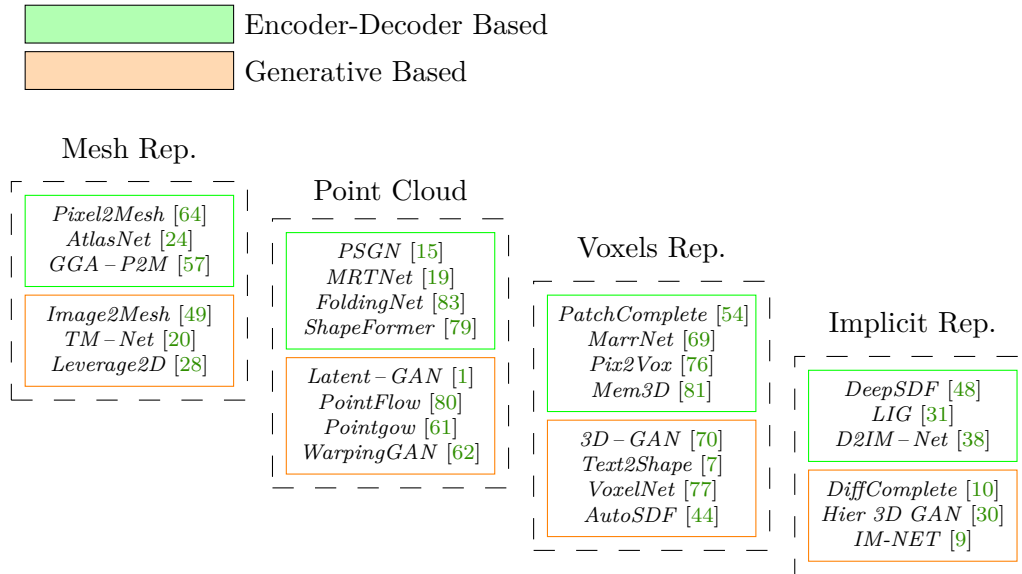 Encoder-Decoder Based
Generative Based
Mesh Rep.
Pixel2Mesh [64]
AtlasNet [24]
GGA–P2M [57]
Image2Mesh [49]
TM–Net [20]
Leverage2D [28]
Point Cloud
PSGN [15]
MRTNet [19]
FoldingNet [83]
ShapeFormer [79]
Latent–GAN [1]
PointFlow [80]
Pointgow [61]
WarpingGAN [62]
Voxels Rep.
PatchComplete [54]
MarrNet [69]
Pix2Vox [76]
Mem3D [81]
3D–GAN [70]
Text2Shape [7]
VoxelNet [77]
AutoSDF [44]
Implicit Rep.
DeepSDF [48]
LIG [31]
D2IM–Net [38]
DiffComplete [10]
Hier 3D GAN [30]
IM-NET [9]